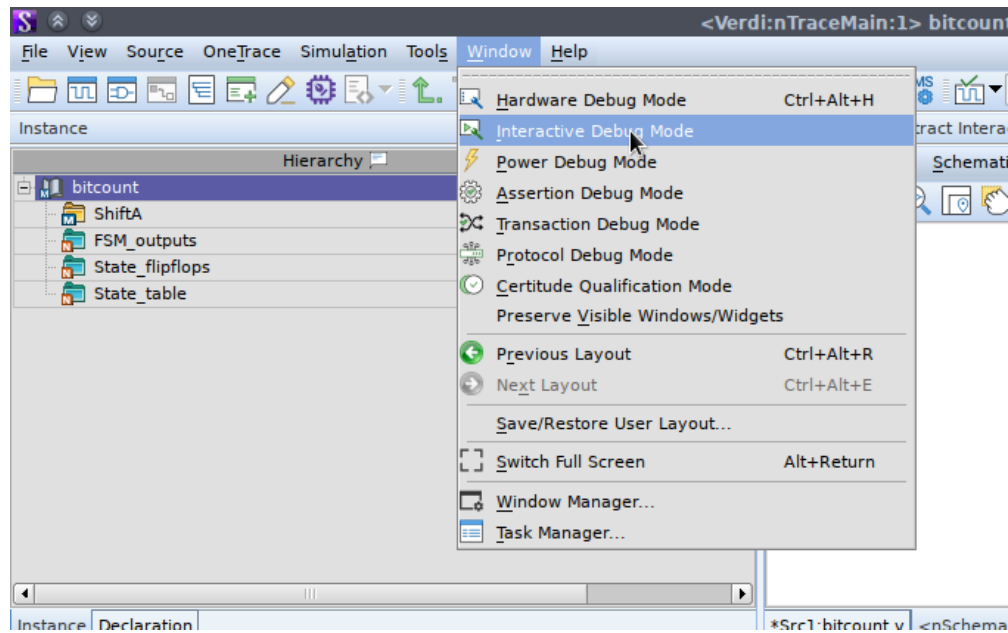 <Verdi:nTraceMain:1> bitcount
File View Source OneTrace Simulation Tools Window Help
Hardware Debug Mode Ctrl+Alt+H
Instance
Interactive Debug Mode
Hierarchy
Power Debug Mode
Schemati
bitcount
Assertion Debug Mode
ShiftA
Transaction Debug Mode
FSM_outputs
Protocol Debug Mode
State_flipflops
Certitude Qualification Mode
State_table
Preserve Visible Windows/Widgets
Previous Layout Ctrl+Alt+R
Next Layout Ctrl+Alt+E
Save/Restore User Layout...
Switch Full Screen Alt+Return
Window Manager...
Task Manager...
Instance Declaration
*Src1:bitcount.v <nSchema